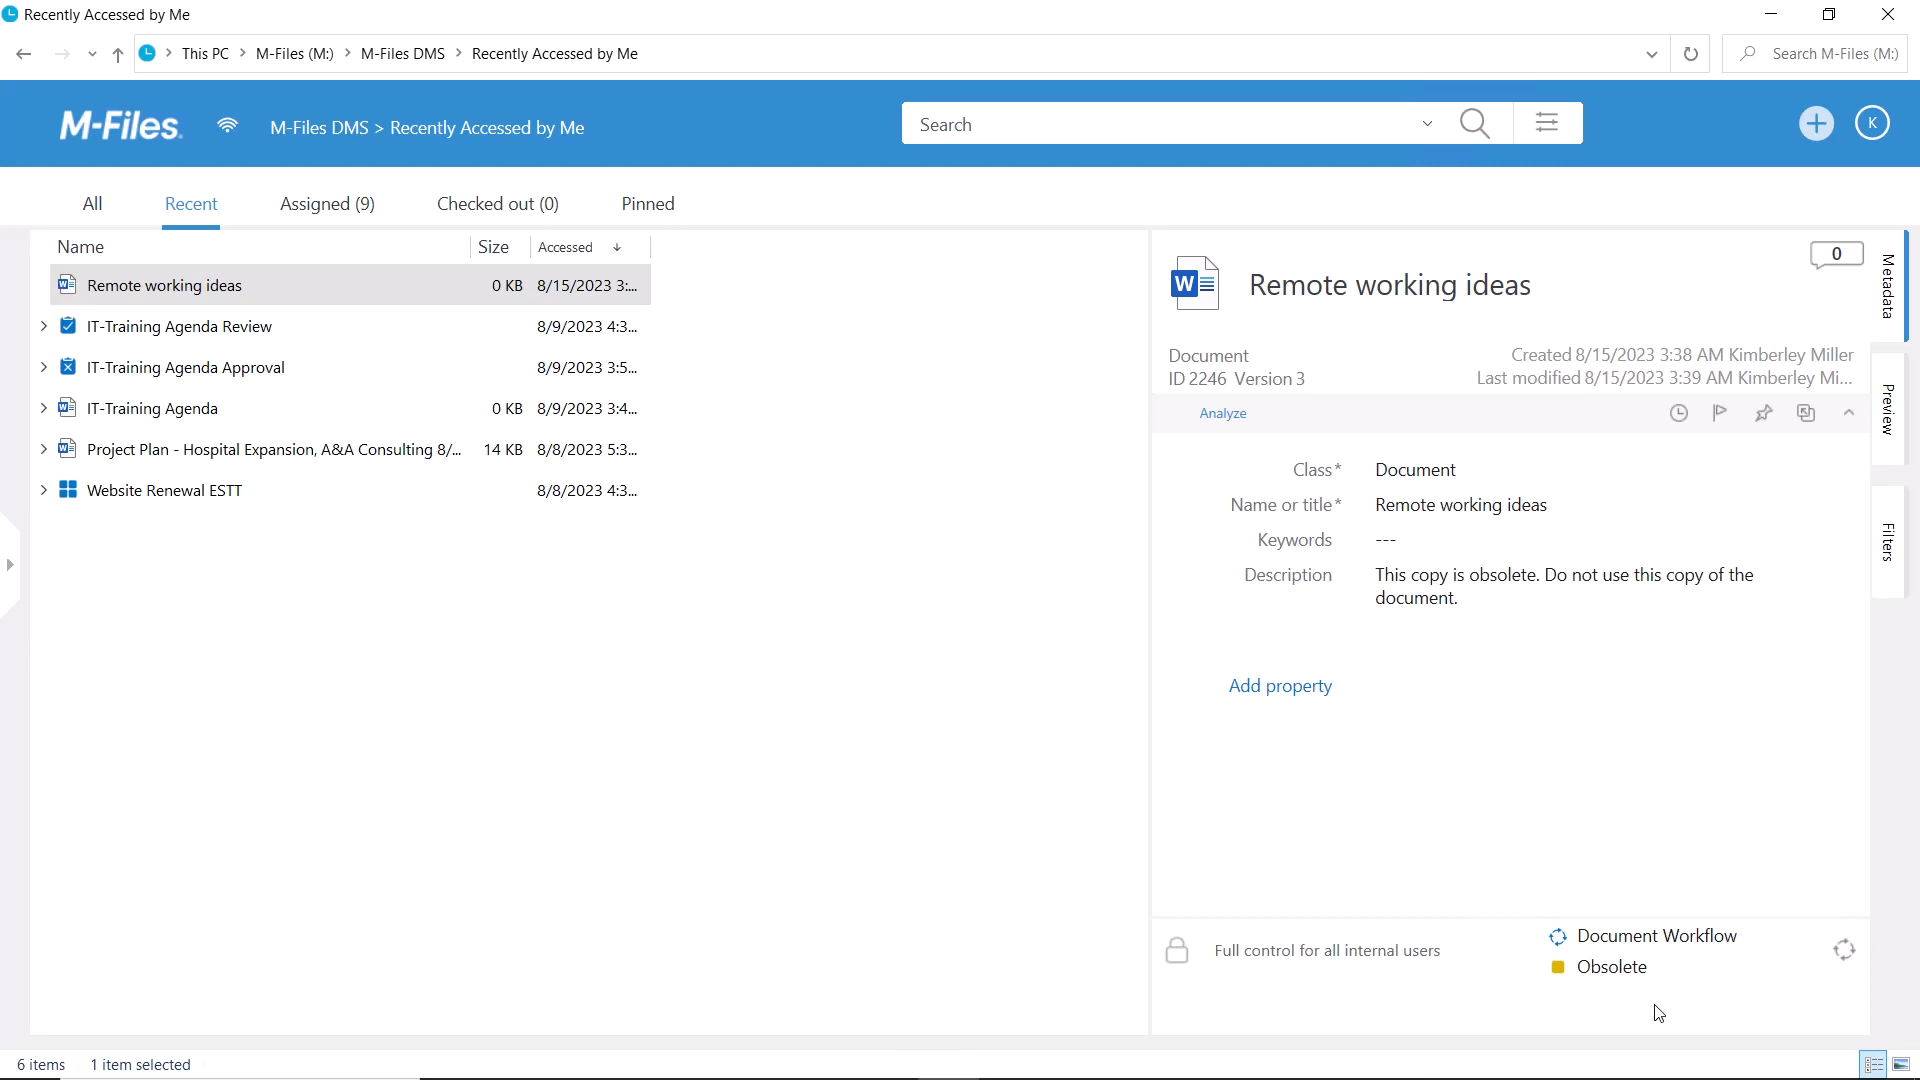 Recently Accessed by Me
This PC > M-Files (M:) > M-Files DMS > Recently Accessed by Me
Search M-Files (M:)
M-Files.
M-Files DMS > Recently Accessed by Me
Search
K
All
Recent
Assigned (9)
Checked out (0)
Pinned
Name Size Accessed
Remote working ideas 0 KB 8/15/2023 3:...
IT-Training Agenda Review 8/9/2023 4:3...
IT-Training Agenda Approval 8/9/2023 3:5...
IT-Training Agenda 0 KB 8/9/2023 3:4...
Project Plan - Hospital Expansion, A&A Consulting 8/... 14 KB 8/8/2023 5:3...
Website Renewal ESTT 8/8/2023 4:3...
W
Remote working ideas
0
Document
Created 8/15/2023 3:38 AM Kimberley Miller
ID 2246 Version 3
Last modified 8/15/2023 3:39 AM Kimberley Mi...
Analyze
Class* Document
Name or title* Remote working ideas
Keywords ---
Description This copy is obsolete. Do not use this copy of the
document.
Add property
Metadata
Preview
Filters
Full control for all internal users
Document Workflow
Obsolete
6 items 1 item selected